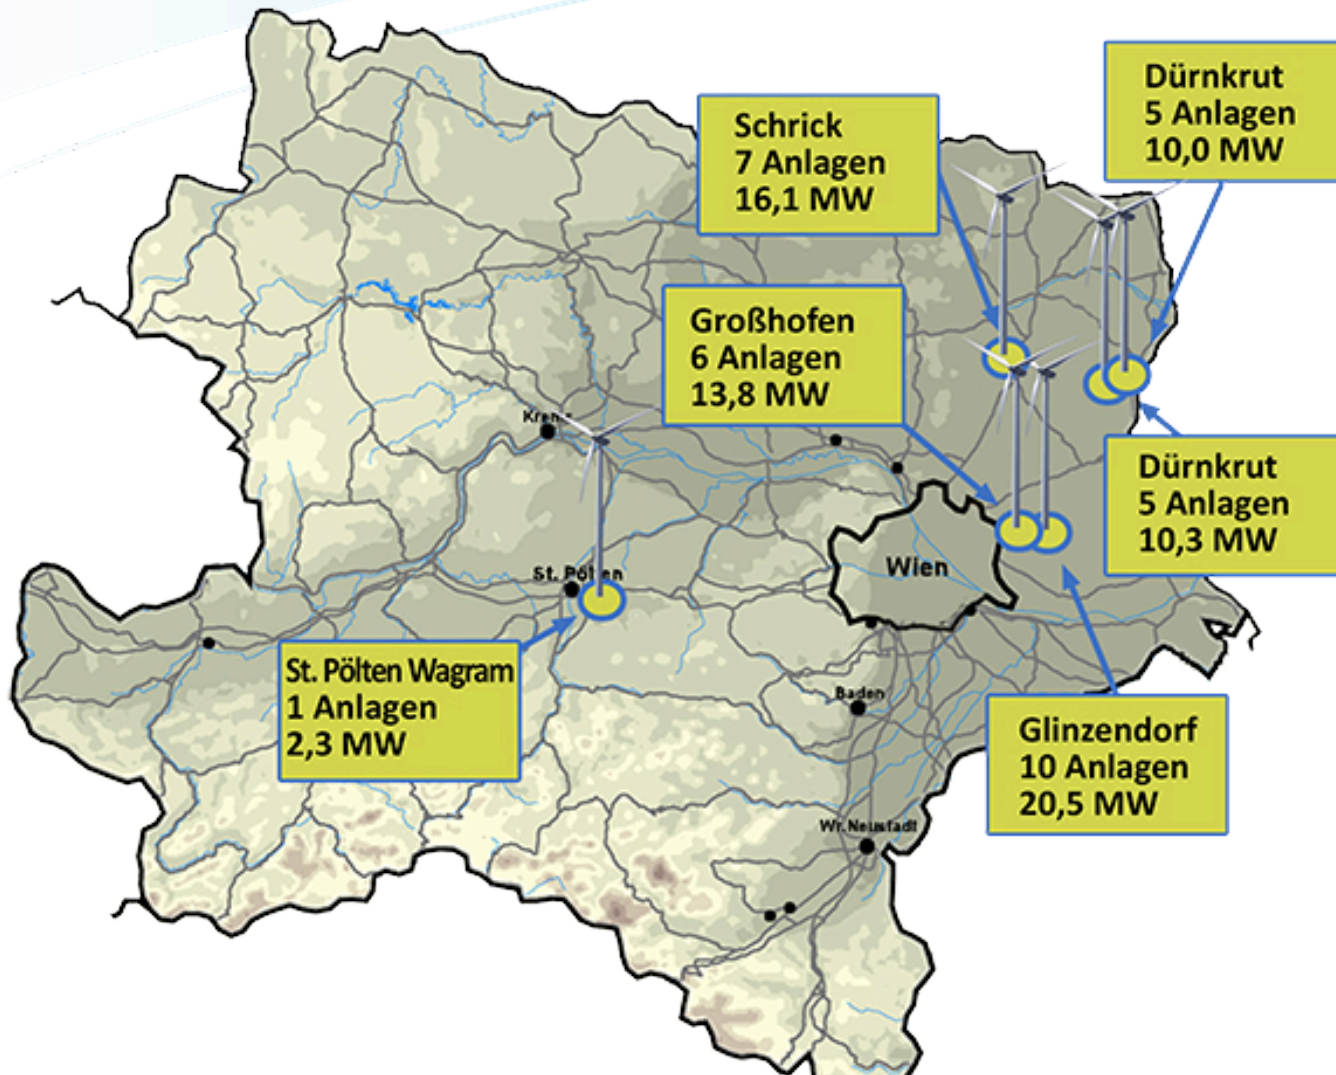 Dürnkrut
5 Anlagen
10,0 MW
Schrick
7 Anlagen
16,1 MW
Großhofen
6 Anlagen
13,8 MW
Dürnkrut
5 Anlagen
10,3 MW
Wien
St. Pölten
St. Pölten Wagram
1 Anlagen
2,3 MW
Baden
Glinzendorf
10 Anlagen
20,5 MW
Wr. Neustadt